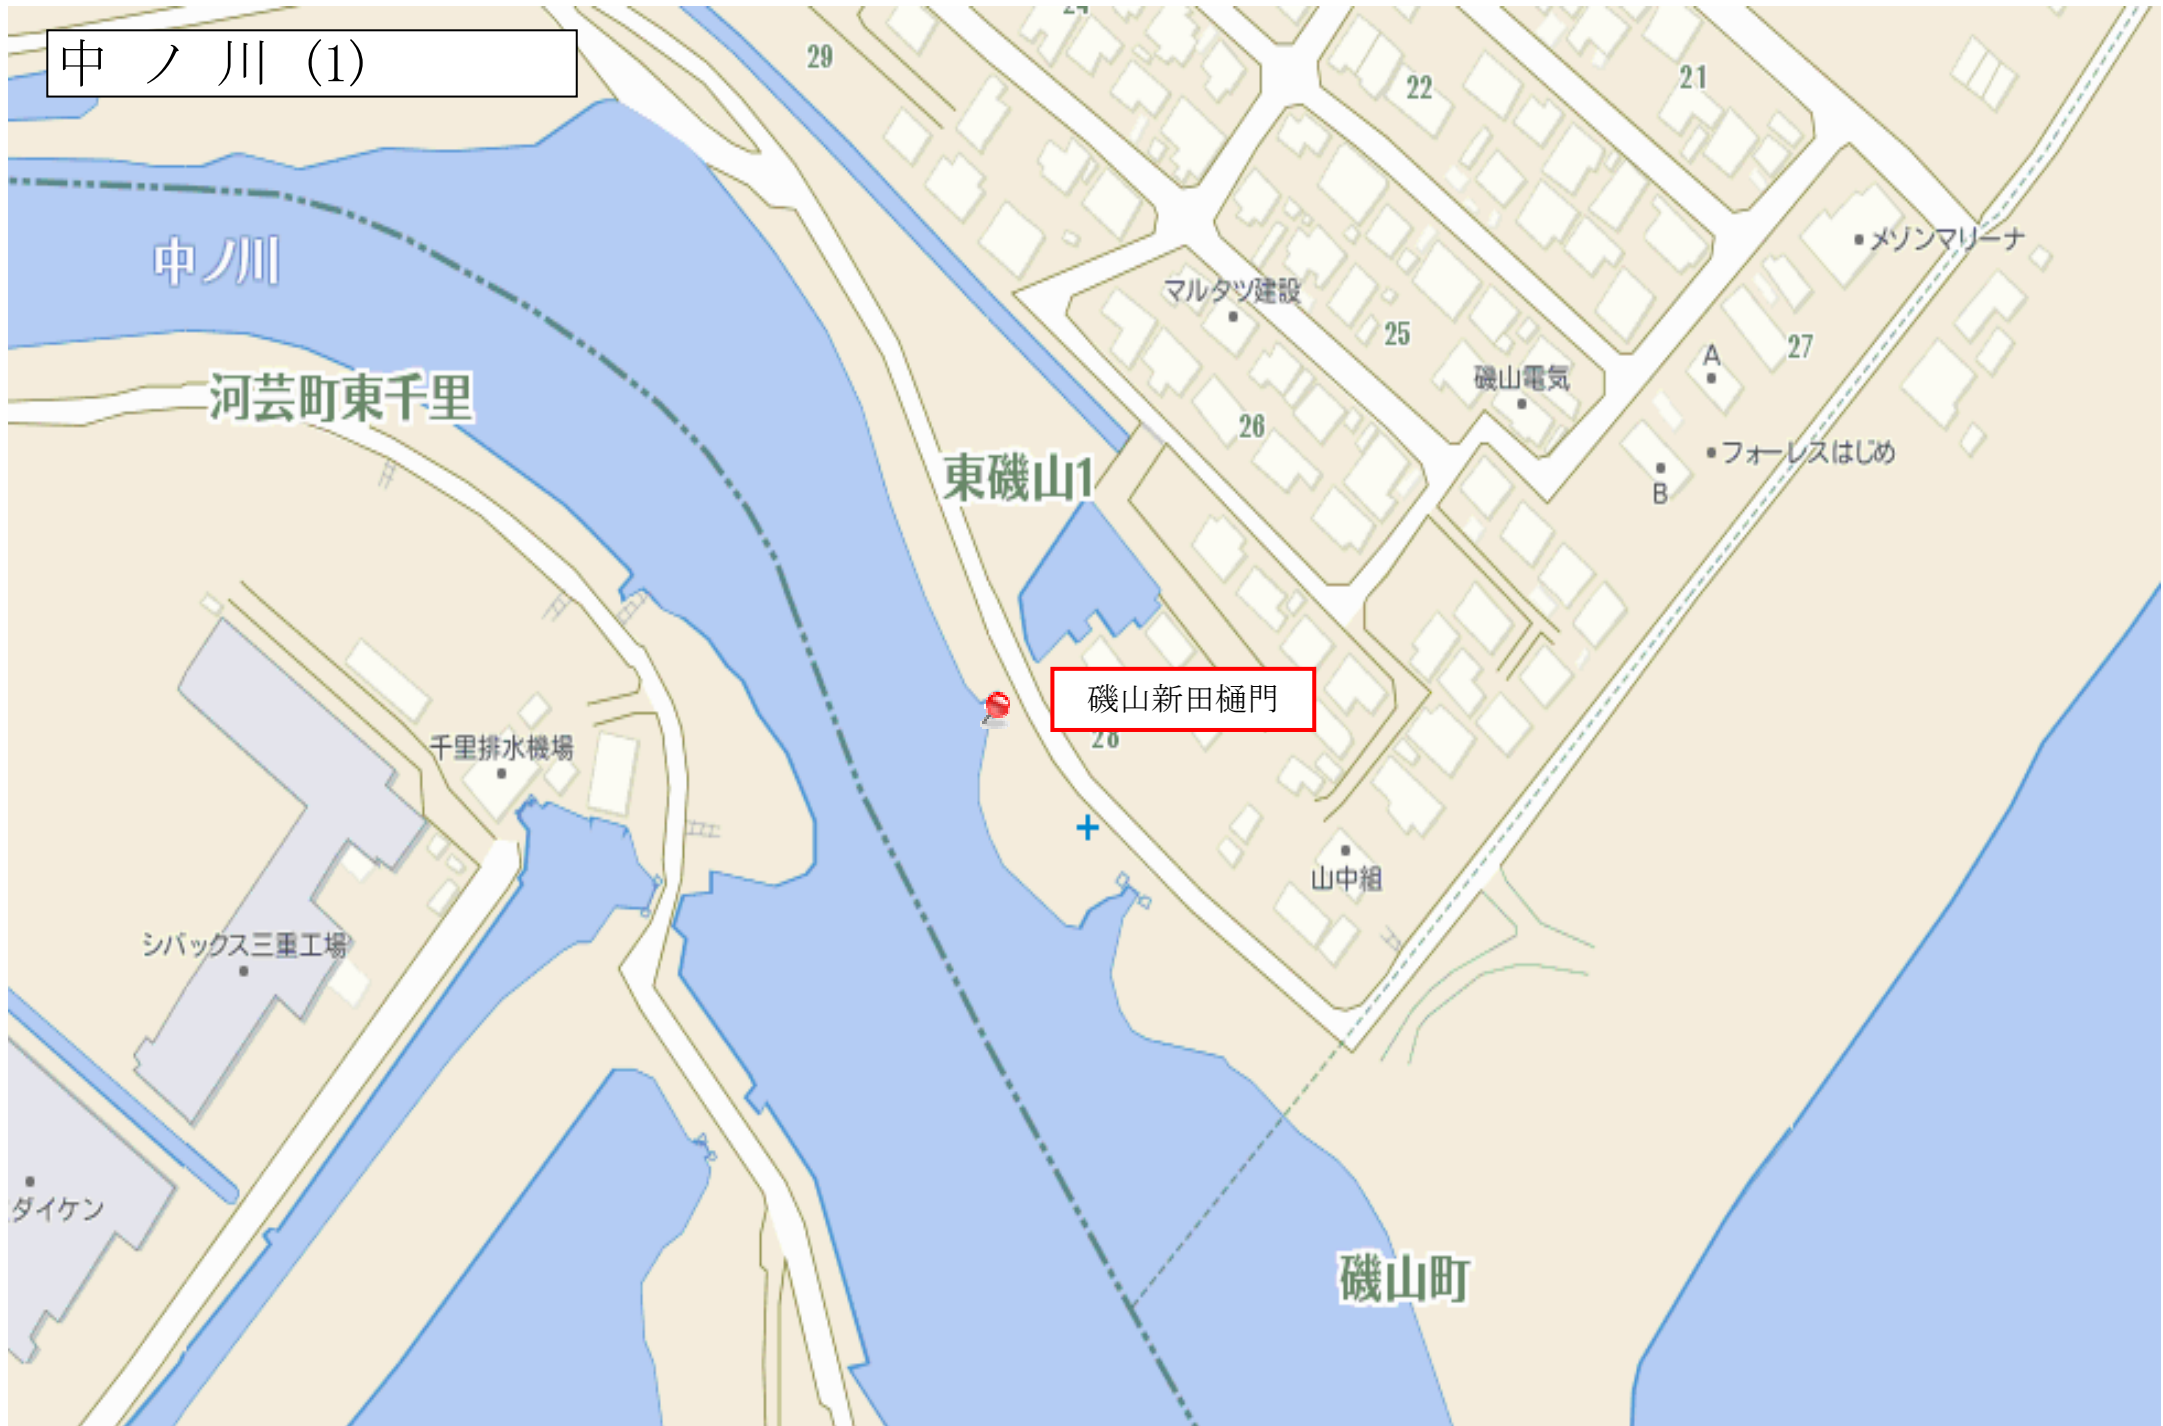 中 ノ 川 (1)
24
29
22
21
中ノ川
メゾンマリーナ
マルタツ建設
25
27
A
磯山電気
河芸町東千里
26
フォーレスはじめ
東磯山1
B
磯山新田樋門
28
千里排水機場
山中組
シバックス三重工場
ダイケン
磯山町